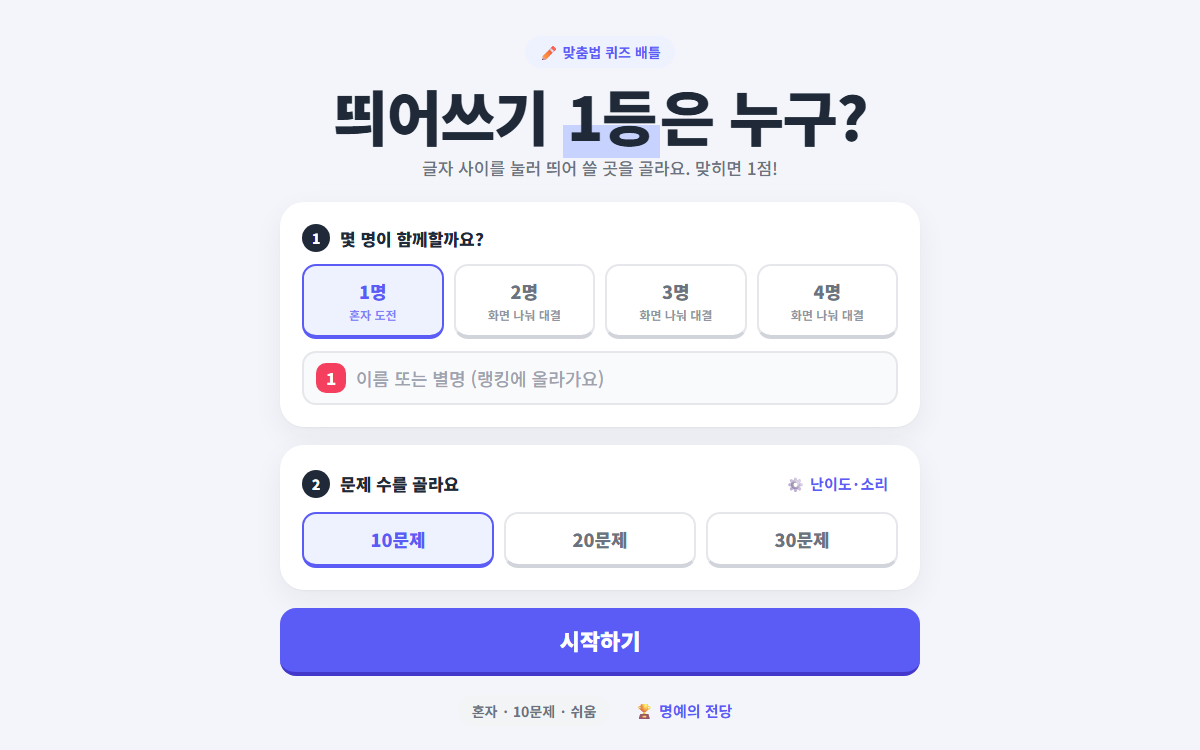 맞춤법 퀴즈 배틀
띄어쓰기 1등은 누구?
글자 사이를 눌러 띄어 쓸 곳을 골라요. 맞히면 1점!
1 몇 명이 함께할까요?
1명 2명 3명 4명
혼자 도전 화면 나눠 대결 화면 나눠 대결 화면 나눠 대결
1 이름 또는 별명 (랭킹에 올라가요)
2 문제 수를 골라요 난이도·소리
10문제 20문제 30문제
시작하기
혼자 · 10문제 · 쉬움 명예의 전당